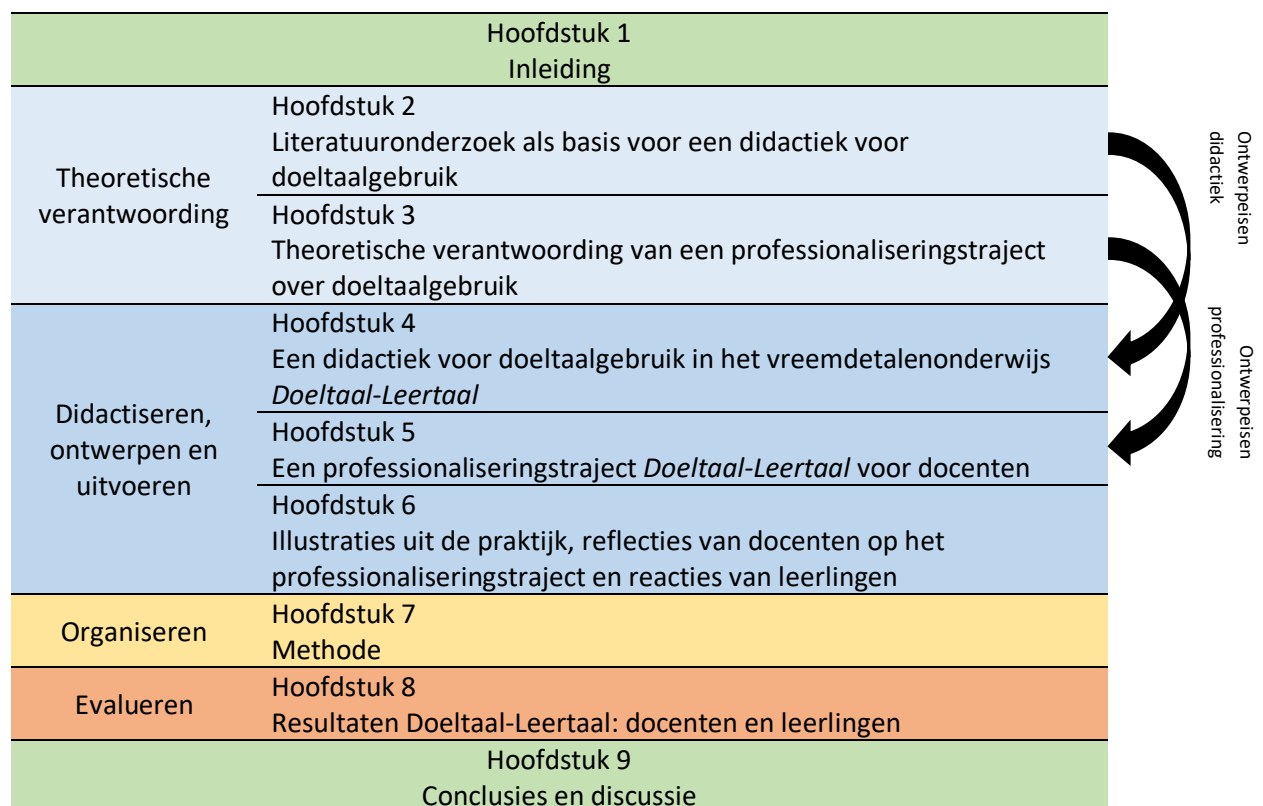 Hoofdstuk 1
Inleiding
Theoretische
verantwoording
Hoofdstuk 2
Literatuuronderzoek als basis voor een didactiek voor
doeltaalgebruik
Hoofdstuk 3
Theoretische verantwoording van een professionaliseringstraject
over doeltaalgebruik
Ontwerpeisen
didactiek
Didactiseren,
ontwerpen en
uitvoeren
Hoofdstuk 4
Een didactiek voor doeltaalgebruik in het vreemdetalenonderwijs
Doeltaal-Leertaal
Hoofdstuk 5
Een professionaliseringstraject Doeltaal-Leertaal voor docenten
Hoofdstuk 6
Illustraties uit de praktijk, reflecties van docenten op het
professionaliseringstraject en reacties van leerlingen
Ontwerpeisen
professionalisering
Organiseren
Hoofdstuk 7
Methode
Evalueren
Hoofdstuk 8
Resultaten Doeltaal-Leertaal: docenten en leerlingen
Hoofdstuk 9
Conclusies en discussie